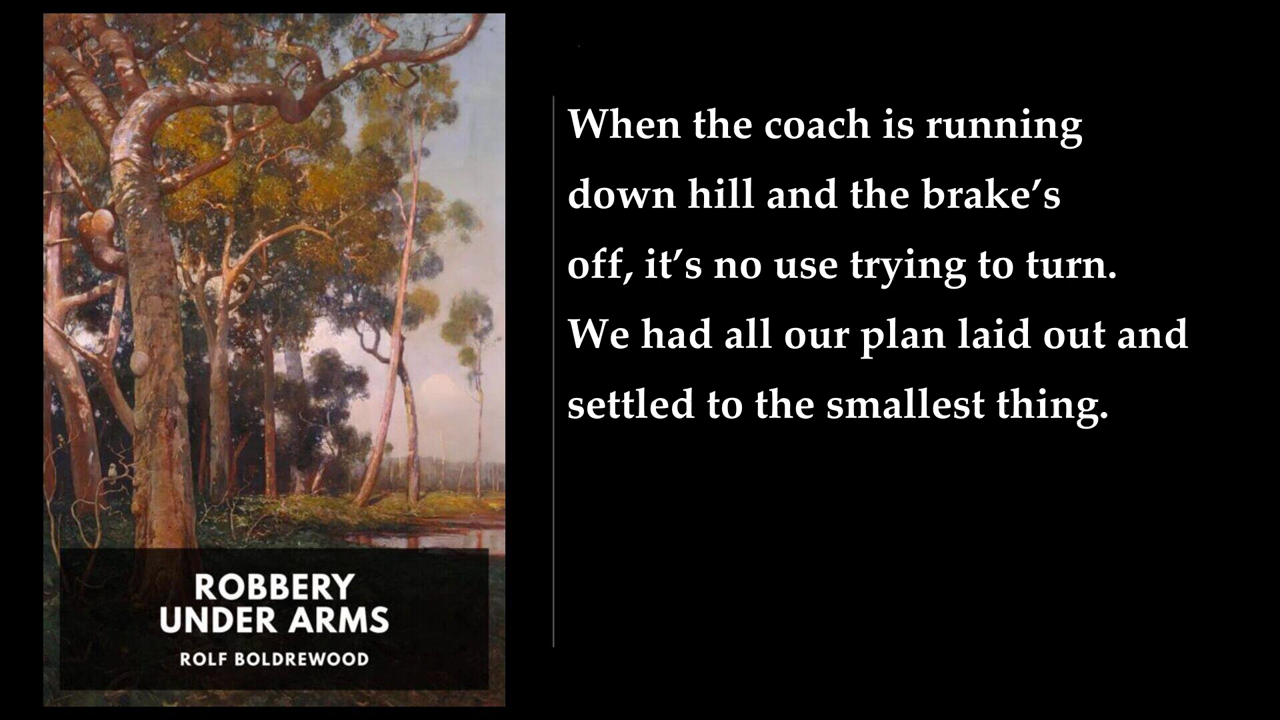 When the coach is running
down hill and the brake’s
off, it’s no use trying to turn.
We had all our plan laid out and
settled to the smallest thing.
ROBBERY
UNDER ARMS
ROLF BOLDREWOOD